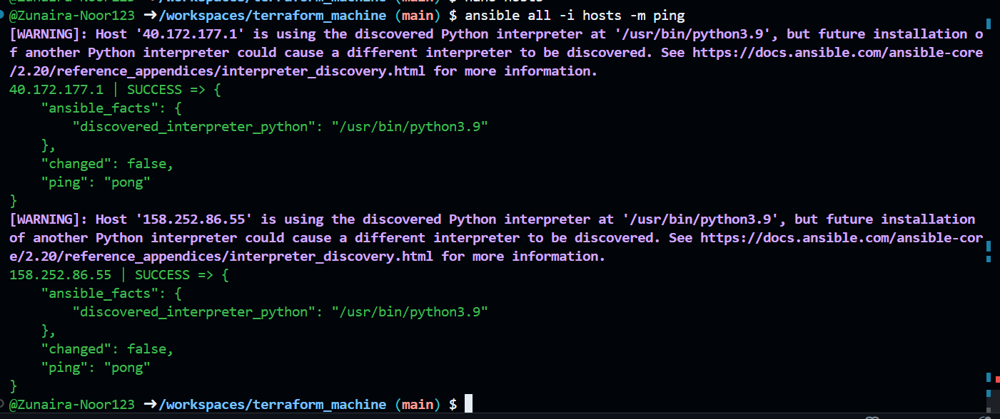 @Zunaira-Noor123 ➜/workspaces/terraform_machine (main) $ nano hosts
@Zunaira-Noor123 ➜/workspaces/terraform_machine (main) $ ansible all -i hosts -m ping
[WARNING]: Host '40.172.177.1' is using the discovered Python interpreter at '/usr/bin/python3.9', but future installation o
f another Python interpreter could cause a different interpreter to be discovered. See https://docs.ansible.com/ansible-core
/2.20/reference_appendices/interpreter_discovery.html for more information.
40.172.177.1 | SUCCESS => {
    "ansible_facts": {
        "discovered_interpreter_python": "/usr/bin/python3.9"
    },
    "changed": false,
    "ping": "pong"
}
[WARNING]: Host '158.252.86.55' is using the discovered Python interpreter at '/usr/bin/python3.9', but future installation
of another Python interpreter could cause a different interpreter to be discovered. See https://docs.ansible.com/ansible-cor
e/2.20/reference_appendices/interpreter_discovery.html for more information.
158.252.86.55 | SUCCESS => {
    "ansible_facts": {
        "discovered_interpreter_python": "/usr/bin/python3.9"
    },
    "changed": false,
    "ping": "pong"
}
@Zunaira-Noor123 ➜/workspaces/terraform_machine (main) $